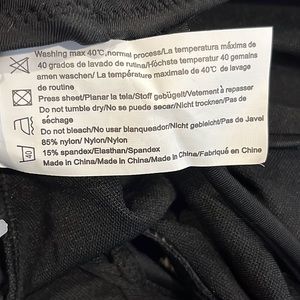 Washing max 40℃,normal process/La temperatura máxima de
40 grados de lavado de rutina/Höchste temperatur 40 gemeinen
amen waschen/ La température maximale de 40℃ de lavage
de routine
Press sheet/Planar la tela/Stoff gebügelt/Vêtement à repasser
Do not tumble dry/No se puede secar/Nicht trocknen/Pas de
séchage
Do not bleach/No usar blanqueador/Nicht gebleicht/Pas de Javel
85% nylon/Nylon/Nylon
15% spandex/Elasthan/Spandex
Made in China/Made in China/Fabriqué en Chine
40